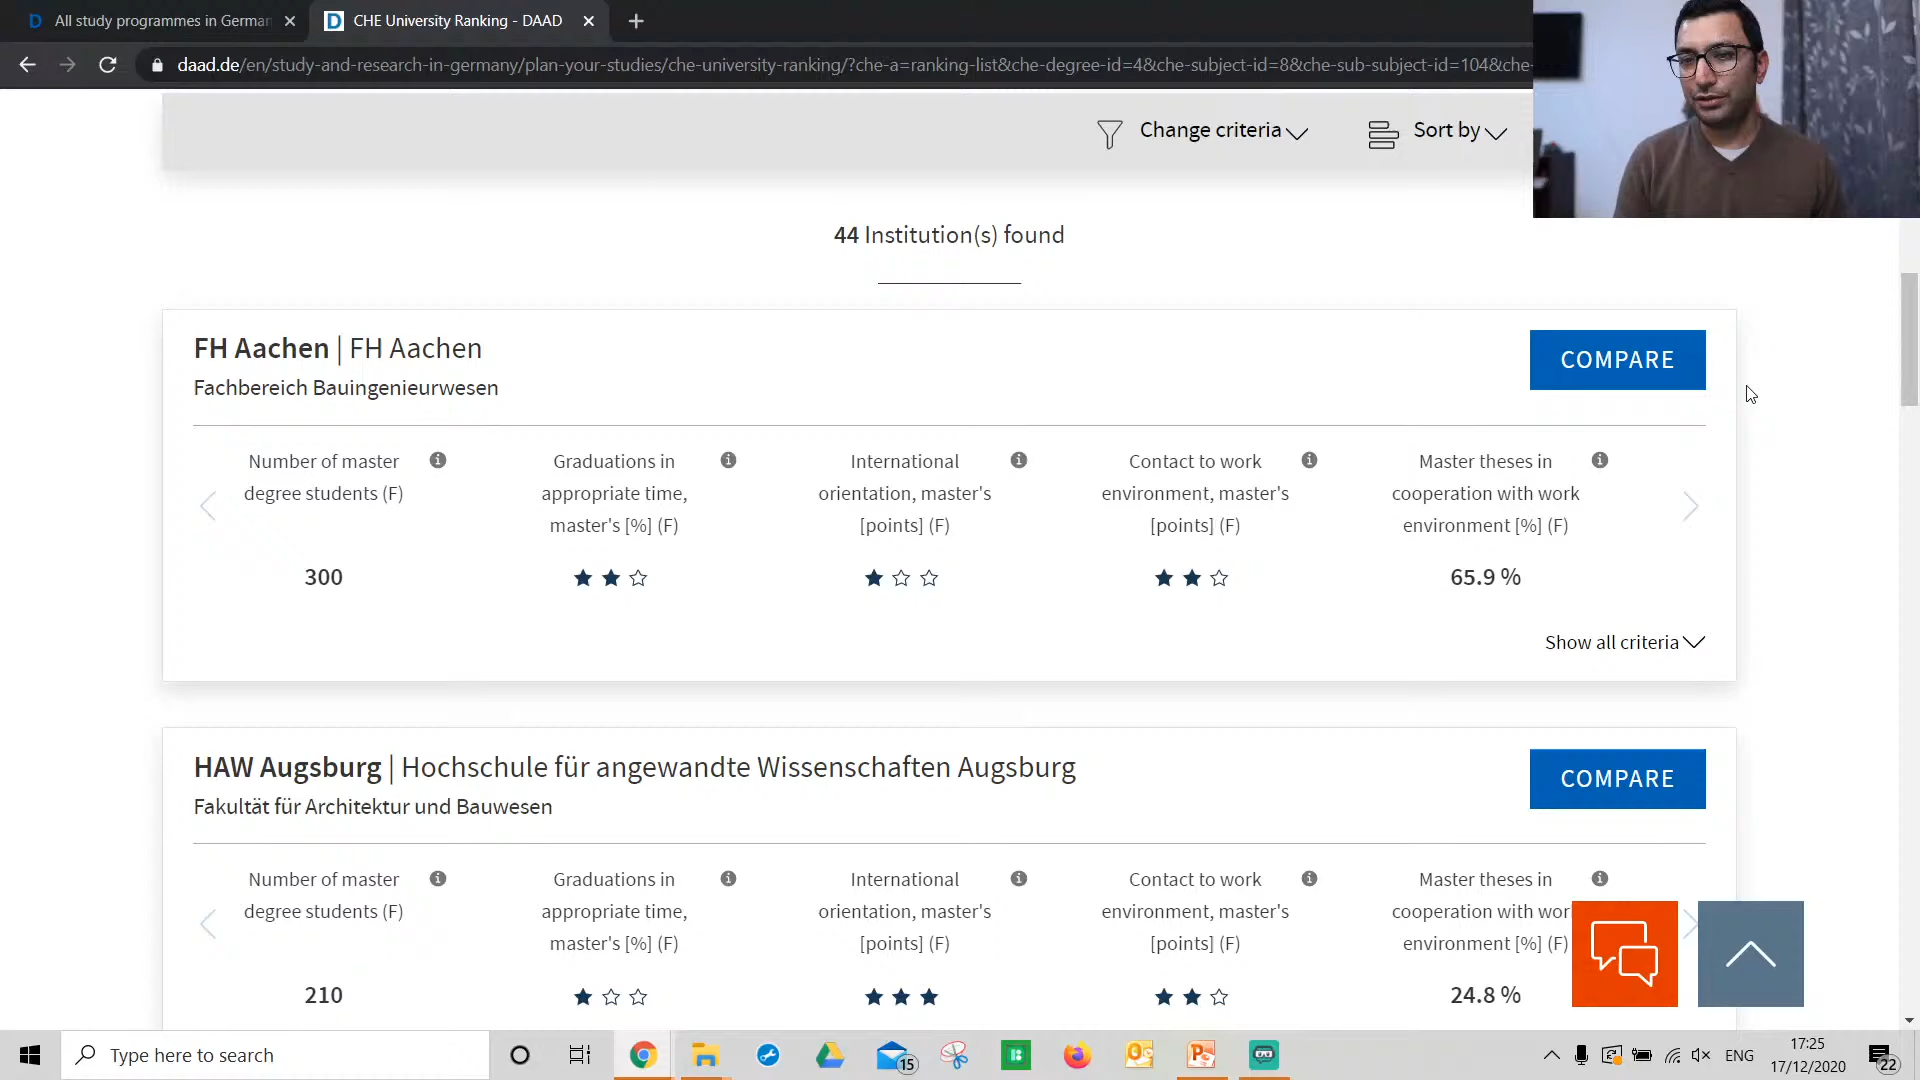 All study programmes in German
CHE University Ranking - DAAD
daad.de/en/study-and-research-in-germany/plan-your-studies/che-university-ranking/?che-a=ranking-list&che-degree-id=4&che-subject-id=8&che-sub-subject-id=104&che-
Change criteria
Sort by
44 Institution(s) found
FH Aachen | FH Aachen
COMPARE
Fachbereich Bauingenieurwesen
Number of master
degree students (F)
Graduations in
appropriate time,
master's [%] (F)
International
orientation, master's
[points] (F)
Contact to work
environment, master's
[points] (F)
Master theses in
cooperation with work
environment [%] (F)
300
65.9 %
Show all criteria
HAW Augsburg | Hochschule für angewandte Wissenschaften Augsburg
COMPARE
Fakultät für Architektur und Bauwesen
Number of master
degree students (F)
Graduations in
appropriate time,
master's [%] (F)
International
orientation, master's
[points] (F)
Contact to work
environment, master's
[points] (F)
Master theses in
cooperation with wor
environment [%] (F)
210
24.8 %
Type here to search
15
ENG
17:25
17/12/2020
22